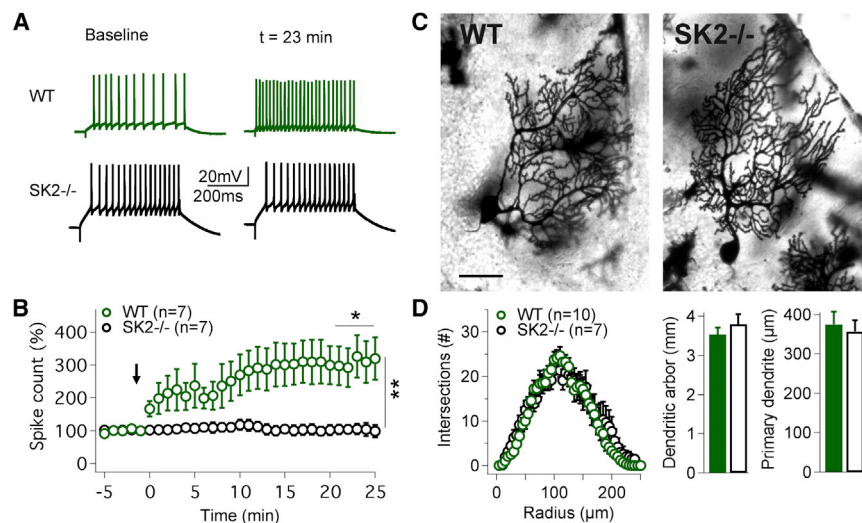 A
Baseline
t = 23 min
WT
SK2-/-
20mV
200ms
B
WT (n=7)
SK2-/- (n=7)
*
**
Spike count (%)
400
300
200
100
0
-5
0
5
10
15
20
25
Time (min)
C
WT
SK2-/-
D
WT (n=10)
SK2-/- (n=7)
Intersections (#)
30
20
10
0
0
100
200
Radius (µm)
Dendritic arbor (mm)
4
3
2
1
0
Primary dendrite (µm)
400
300
200
100
0